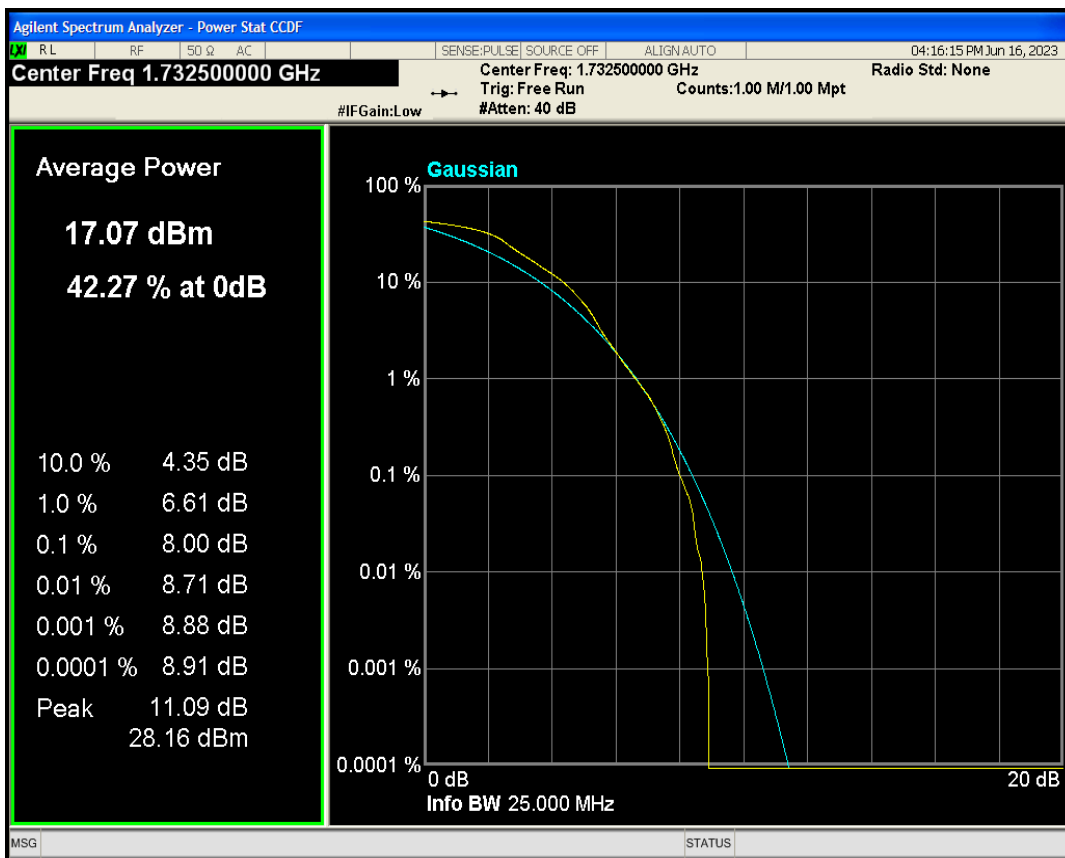 Agilent Spectrum Analyzer - Power Stat CCDF
LXI RL RF 50 Ω AC SENSE:PULSE SOURCE OFF ALIGN AUTO 04:16:15 PM Jun 16, 2023
Center Freq 1.732500000 GHz
Center Freq: 1.732500000 GHz Radio Std: None
Trig: Free Run Counts:1.00 M/1.00 Mpt
#IFGain:Low #Atten: 40 dB
Average Power
17.07 dBm
42.27 % at 0dB
10.0 % 4.35 dB
1.0 % 6.61 dB
0.1 % 8.00 dB
0.01 % 8.71 dB
0.001 % 8.88 dB
0.0001 % 8.91 dB
Peak 11.09 dB
28.16 dBm
Gaussian
100 %
10 %
1 %
0.1 %
0.01 %
0.001 %
0.0001 %
0 dB 20 dB
Info BW 25.000 MHz
MSG STATUS